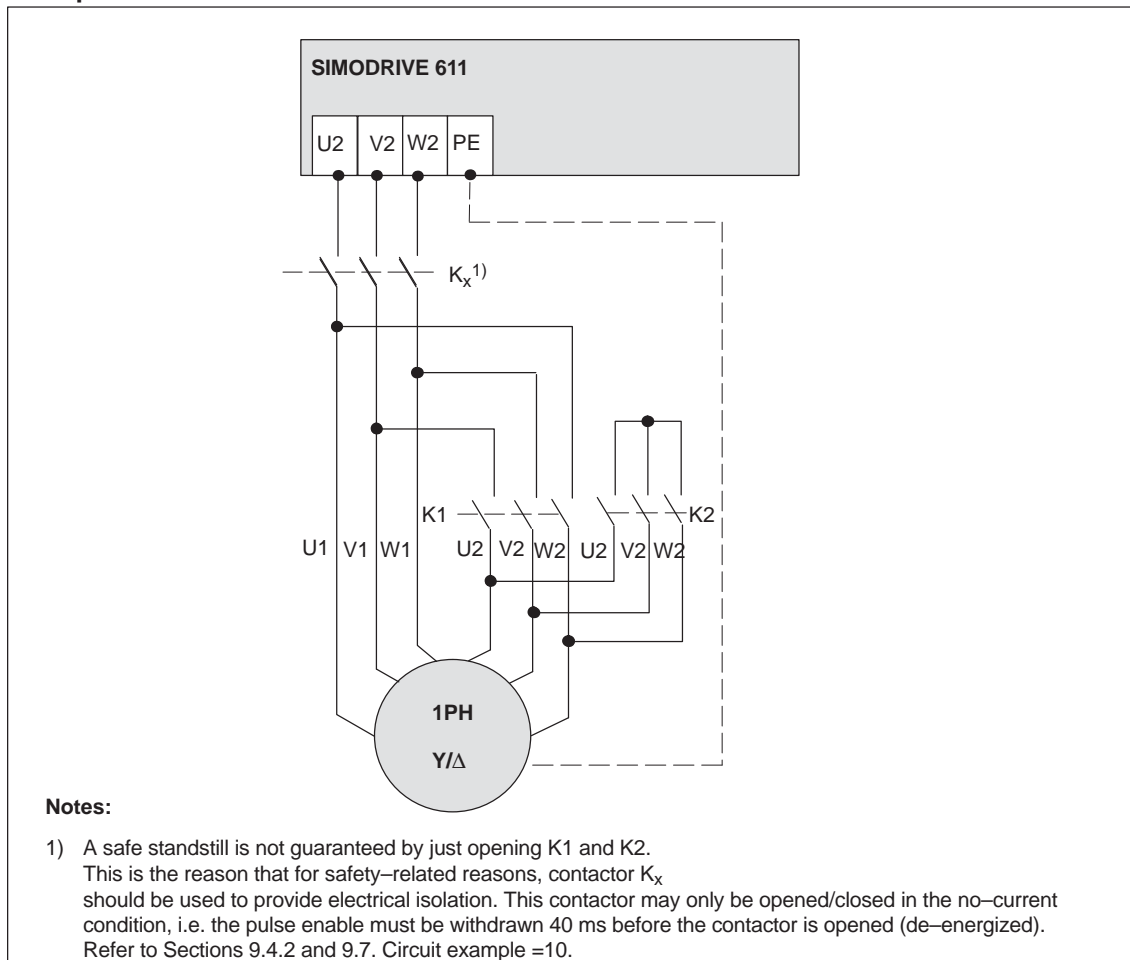 SIMODRIVE 611
U2 V2 W2 PE
Kx1)
K1 K2
U1 V1 W1 U2 V2 W2 U2 V2 W2
1PH
Y/Δ
Notes:
1) A safe standstill is not guaranteed by just opening K1 and K2.
This is the reason that for safety–related reasons, contactor Kx
should be used to provide electrical isolation. This contactor may only be opened/closed in the no–current
condition, i.e. the pulse enable must be withdrawn 40 ms before the contactor is opened (de–energized).
Refer to Sections 9.4.2 and 9.7. Circuit example =10.